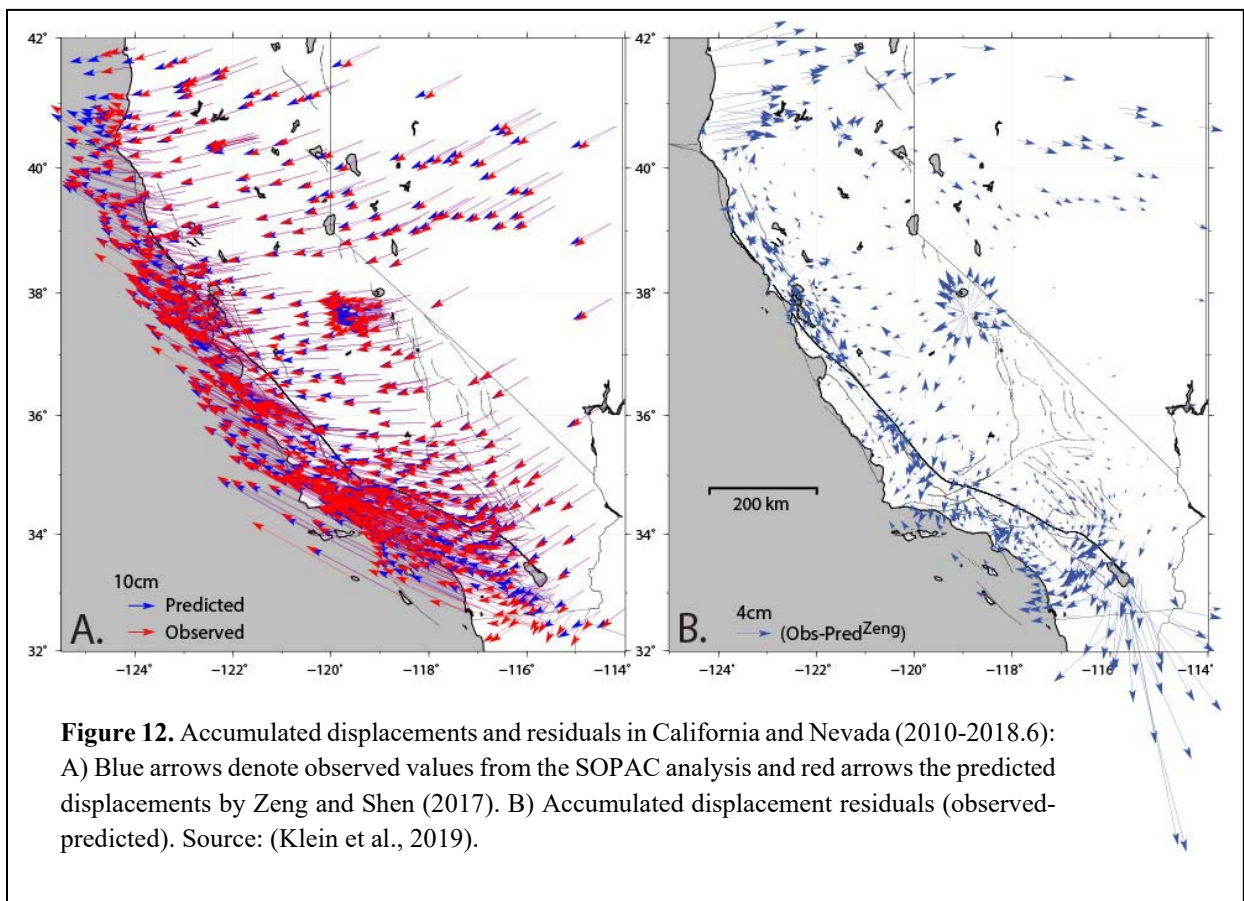 42°
40°
38°
36°
34°
32°
10cm
Predicted
Observed
A.
−124° −122° −120° −118° −116° −114°
42°
40°
38°
36°
34°
32°
200 km
4cm
B. (Obs-Pred^Zeng)
−124° −122° −120° −118° −116° −114°
Figure 12. Accumulated displacements and residuals in California and Nevada (2010-2018.6):
A) Blue arrows denote observed values from the SOPAC analysis and red arrows the predicted
displacements by Zeng and Shen (2017). B) Accumulated displacement residuals (observed-
predicted). Source: (Klein et al., 2019).